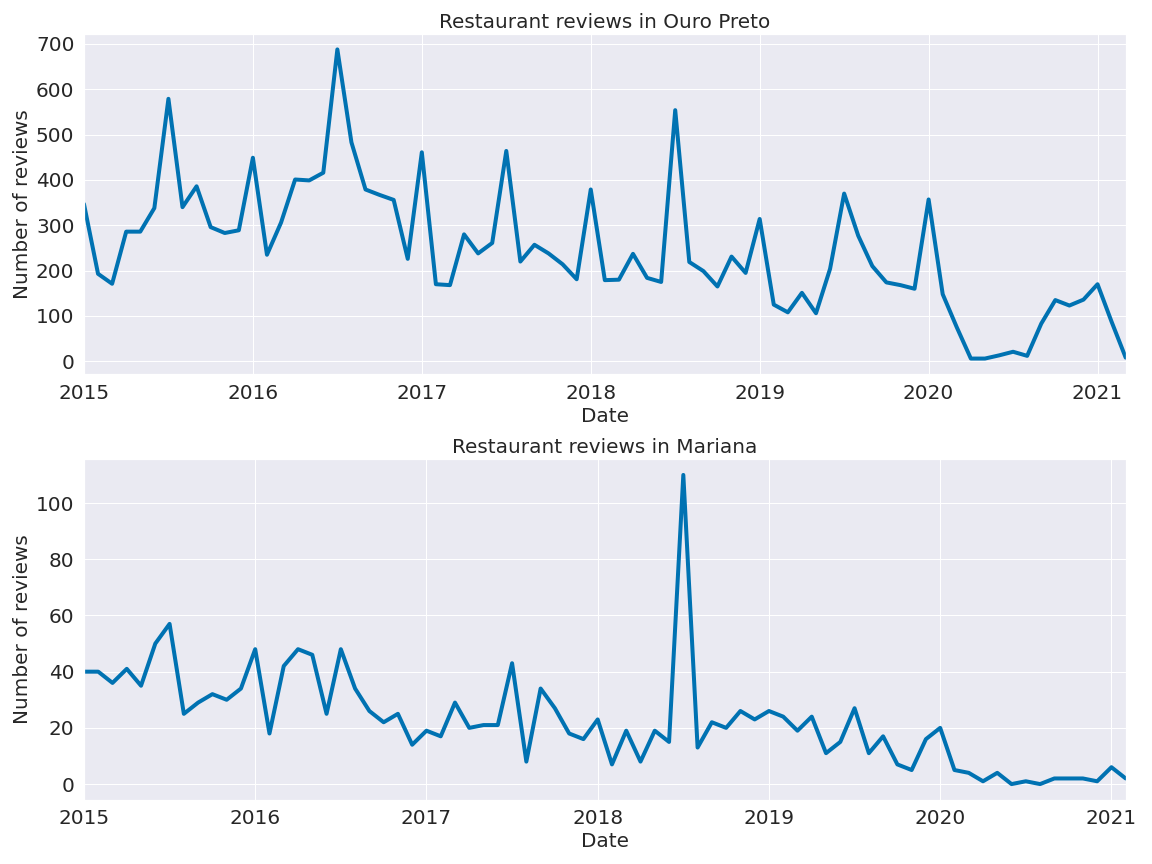 Restaurant reviews in Ouro Preto
700
600
500
400
300
200
100
0
Number of reviews
2015 2016 2017 2018 2019 2020 2021
Date
Restaurant reviews in Mariana
100
80
60
40
20
0
Number of reviews
2015 2016 2017 2018 2019 2020 2021
Date